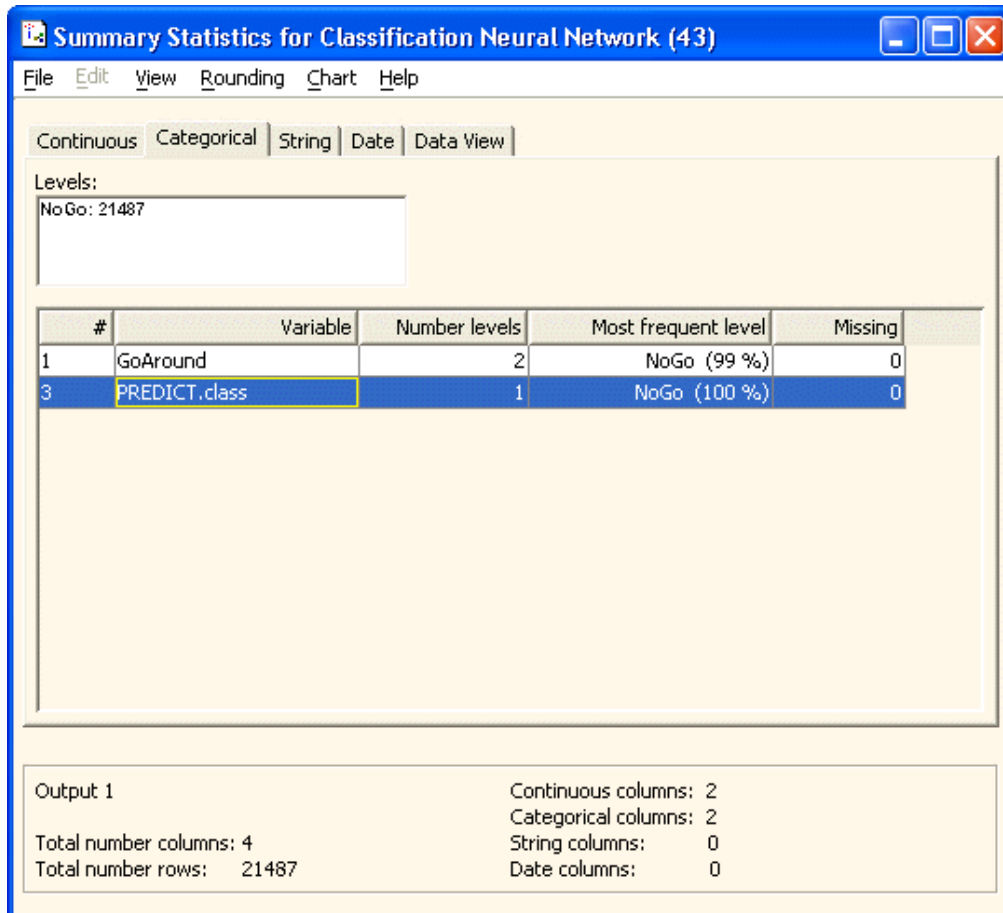 Summary Statistics for Classification Neural Network (43)
File Edit View Rounding Chart Help
Continuous Categorical String Date Data View
Levels:
NoGo: 21487
# Variable Number levels Most frequent level Missing
1 GoAround 2 NoGo (99 %) 0
3 PREDICT.class 1 NoGo (100 %) 0
Output 1 Continuous columns: 2
Categorical columns: 2
Total number columns: 4 String columns: 0
Total number rows: 21487 Date columns: 0